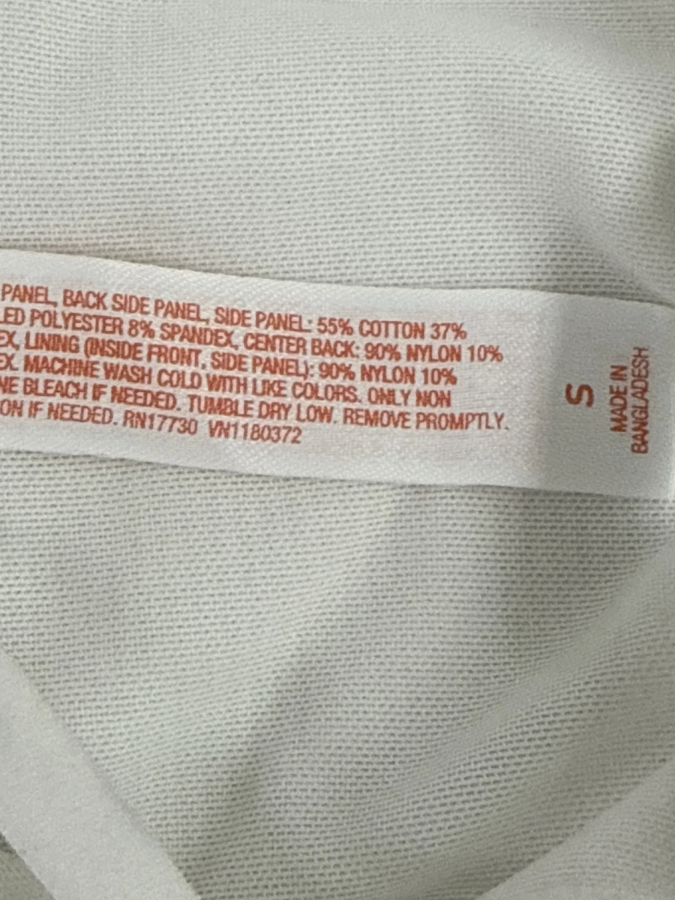 PANEL, BACK SIDE PANEL, SIDE PANEL: 55% COTTON 37%
LED POLYESTER 8% SPANDEX, CENTER BACK: 90% NYLON 10%
EX, LINING (INSIDE FRONT, SIDE PANEL): 90% NYLON 10%
EX. MACHINE WASH COLD WITH LIKE COLORS. ONLY NON
NE BLEACH IF NEEDED. TUMBLE DRY LOW. REMOVE PROMPTLY.
ON IF NEEDED. RN17730 VN1180372
S
MADE IN
BANGLADESH